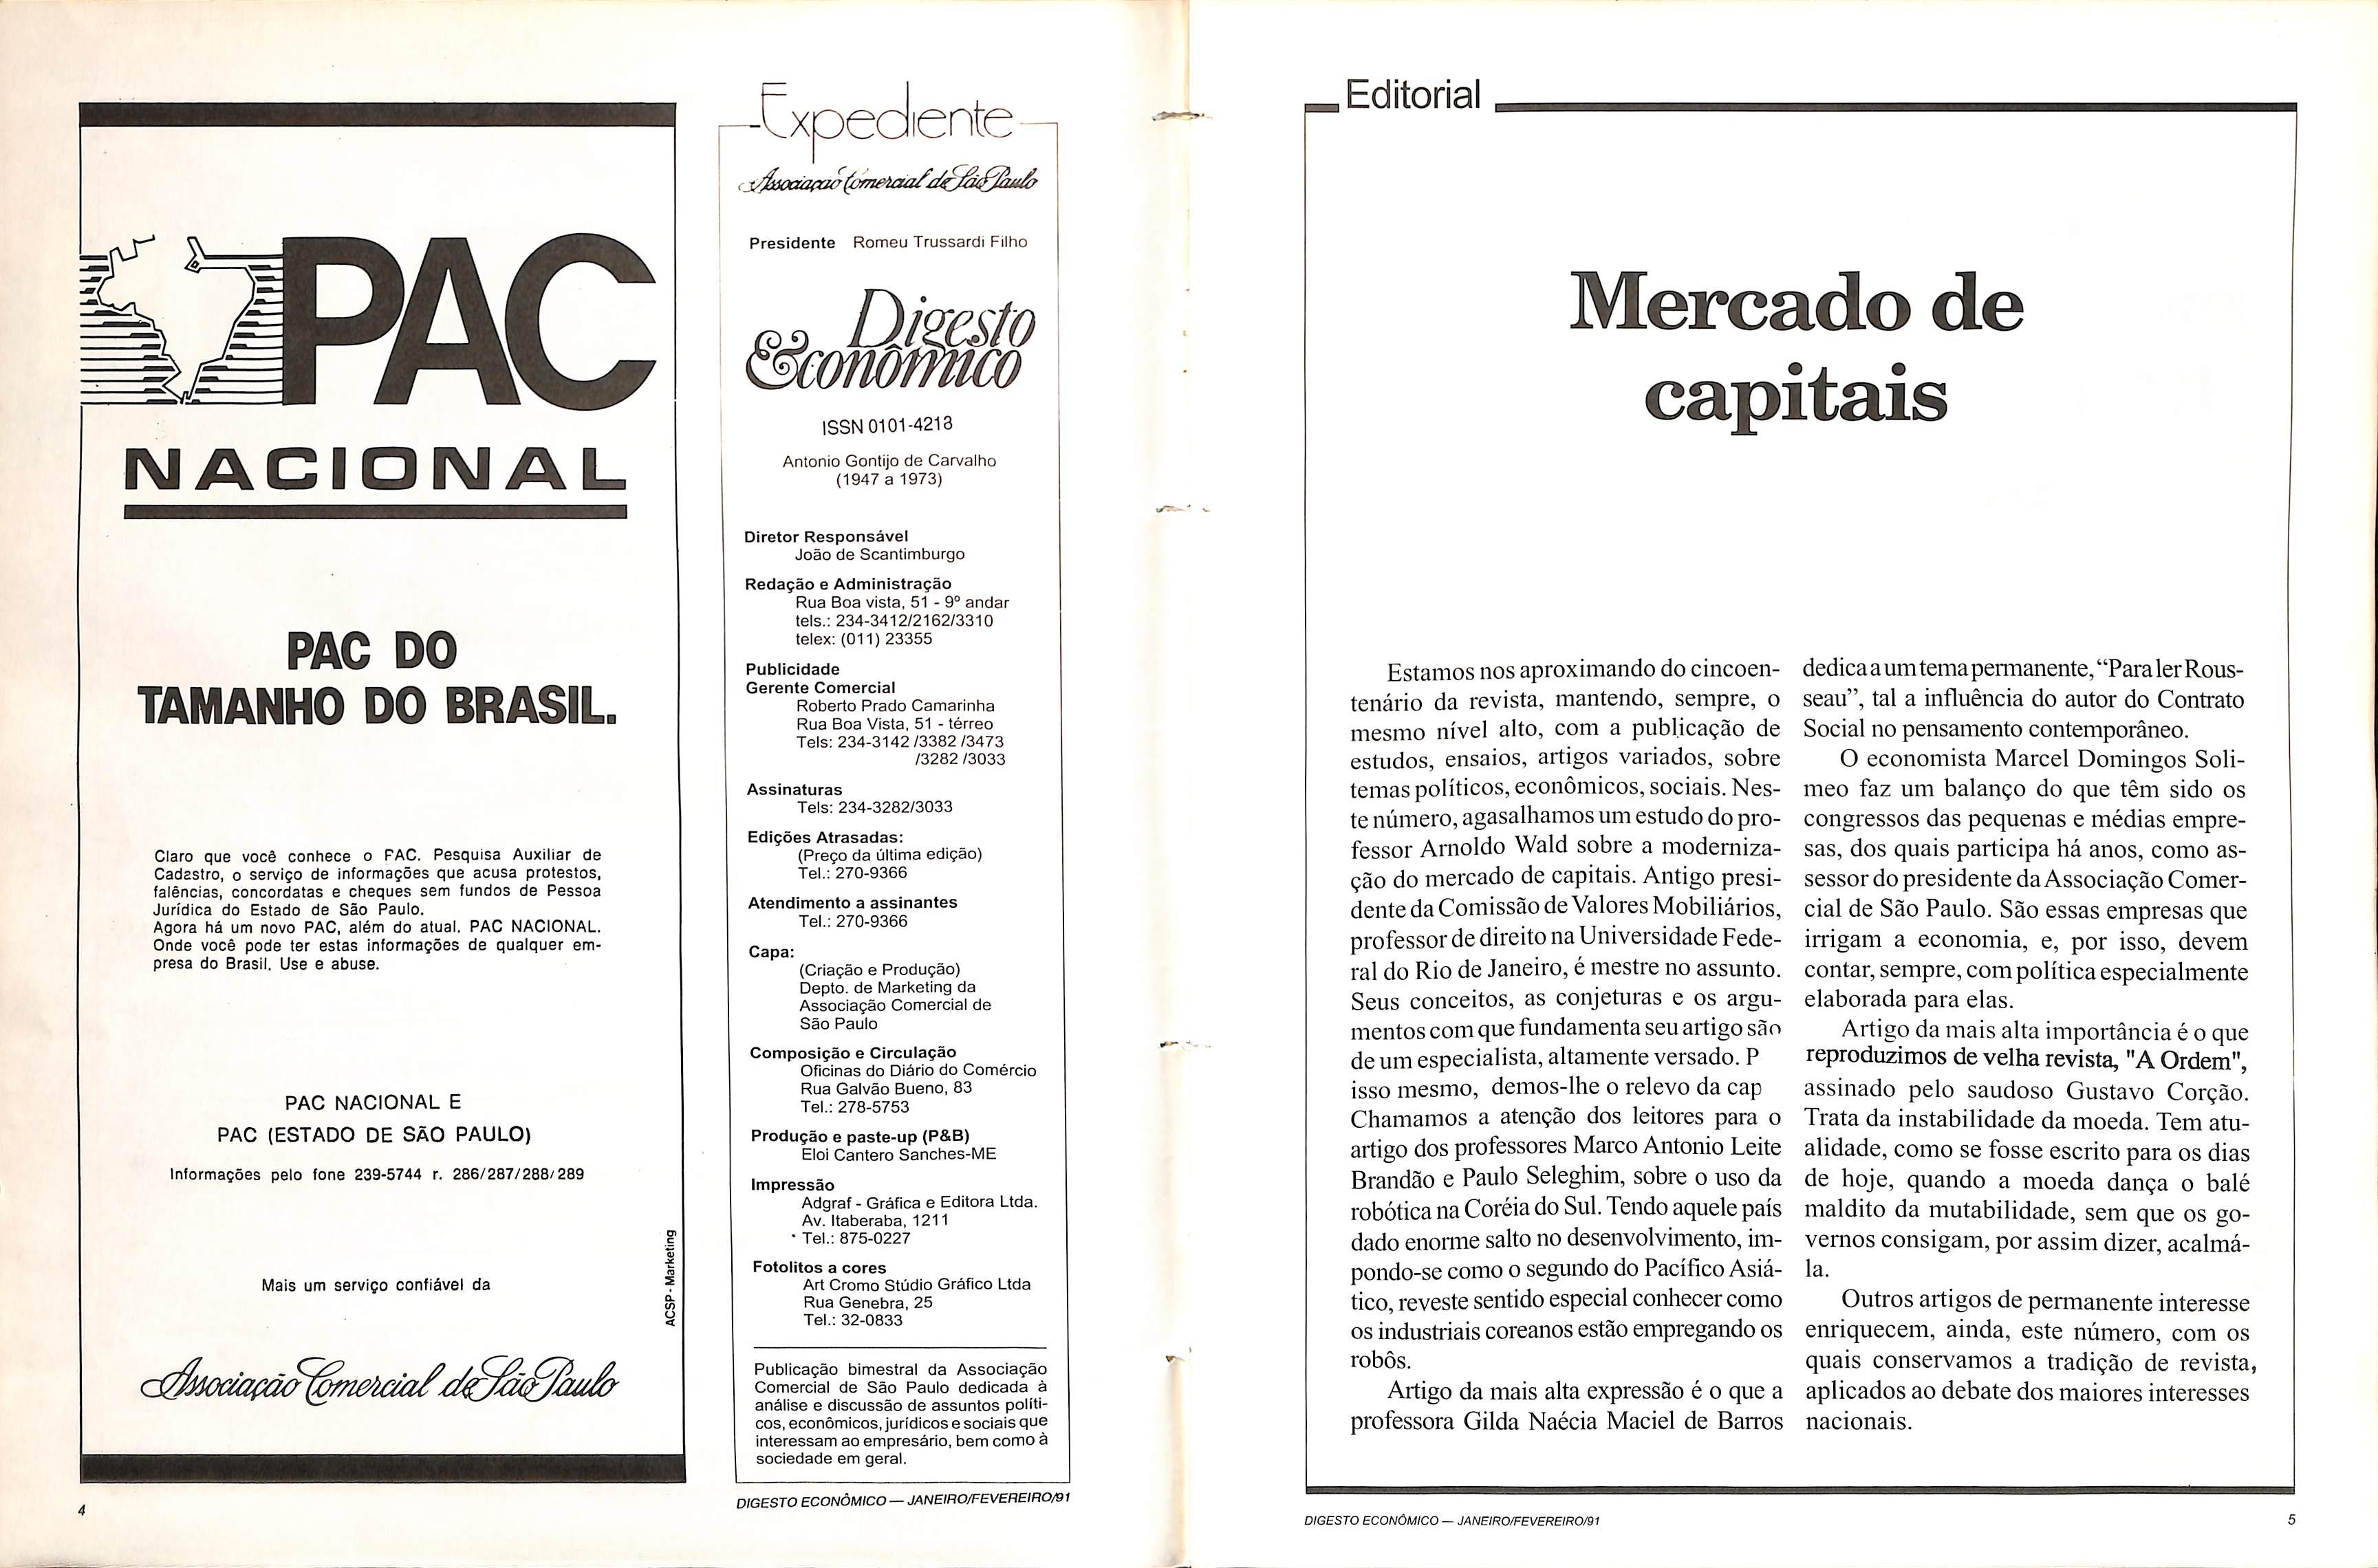 PAC
NACIONAL
PAC DO
TAMANHO DO BRASIL.
Claro que você conhece o PAC. Pesquisa Auxiliar de
Cadastro, o serviço de informações que acusa protestos,
falências, concordatas e cheques sem fundos de Pessoa
Jurídica do Estado de São Paulo.
Agora há um novo PAC, além do atual. PAC NACIONAL.
Onde você pode ter estas informações de qualquer em-
presa do Brasil. Use e abuse.
PAC NACIONAL E
PAC (ESTADO DE SÃO PAULO)
Informações pelo fone 239-5744 r. 286/287/288/289
Mais um serviço confiável da
Associação Comercial de São Paulo
ACSP - Marketing
4
Expediente
Associação Comercial de São Paulo
Presidente Romeu Trussardi Filho
Digesto
Econômico
ISSN 0101-4218
Antonio Gontijo de Carvalho
(1947 a 1973)
Diretor Responsável
João de Scantimburgo
Redação e Administração
Rua Boa vista, 51 - 9º andar
tels.: 234-3412/2162/3310
telex: (011) 23355
Publicidade
Gerente Comercial
Roberto Prado Camarinha
Rua Boa Vista, 51 - térreo
Tels: 234-3142 /3382 /3473
/3282 /3033
Assinaturas
Tels: 234-3282/3033
Edições Atrasadas:
(Preço da última edição)
Tel.: 270-9366
Atendimento a assinantes
Tel.: 270-9366
Capa:
(Criação e Produção)
Depto. de Marketing da
Associação Comercial de
São Paulo
Composição e Circulação
Oficinas do Diário do Comércio
Rua Galvão Bueno, 83
Tel.: 278-5753
Produção e paste-up (P&B)
Eloi Cantero Sanches-ME
Impressão
Adgraf - Gráfica e Editora Ltda.
Av. Itaberaba, 1211
Tel.: 875-0227
Fotolitos a cores
Art Cromo Stúdio Gráfico Ltda
Rua Genebra, 25
Tel.: 32-0833
Publicação bimestral da Associação
Comercial de São Paulo dedicada à
análise e discussão de assuntos políti-
cos, econômicos, jurídicos e sociais que
interessam ao empresário, bem como à
sociedade em geral.
DIGESTO ECONÔMICO — JANEIRO/FEVEREIRO/91
Editorial
Mercado de
capitais
Estamos nos aproximando do cincoen-
tenário da revista, mantendo, sempre, o
mesmo nível alto, com a publicação de
estudos, ensaios, artigos variados, sobre
temas políticos, econômicos, sociais. Nes-
te número, agasalhamos um estudo do pro-
fessor Arnoldo Wald sobre a moderniza-
ção do mercado de capitais. Antigo presi-
dente da Comissão de Valores Mobiliários,
professor de direito na Universidade Fede-
ral do Rio de Janeiro, é mestre no assunto.
Seus conceitos, as conjeturas e os argu-
mentos com que fundamenta seu artigo são
de um especialista, altamente versado. P
isso mesmo, demos-lhe o relevo da cap
Chamamos a atenção dos leitores para o
artigo dos professores Marco Antonio Leite
Brandão e Paulo Seleghim, sobre o uso da
robótica na Coréia do Sul. Tendo aquele país
dado enorme salto no desenvolvimento, im-
pondo-se como o segundo do Pacífico Asiá-
tico, reveste sentido especial conhecer como
os industriais coreanos estão empregando os
robôs.
Artigo da mais alta expressão é o que a
professora Gilda Naécia Maciel de Barros
dedica a um tema permanente, "Para ler Rous-
seau", tal a influência do autor do Contrato
Social no pensamento contemporâneo.
O economista Marcel Domingos Soli-
meo faz um balanço do que têm sido os
congressos das pequenas e médias empre-
sas, dos quais participa há anos, como as-
sessor do presidente da Associação Comer-
cial de São Paulo. São essas empresas que
irrigam a economia, e, por isso, devem
contar, sempre, com política especialmente
elaborada para elas.
Artigo da mais alta importância é o que
reproduzimos de velha revista, "A Ordem",
assinado pelo saudoso Gustavo Corção.
Trata da instabilidade da moeda. Tem atu-
alidade, como se fosse escrito para os dias
de hoje, quando a moeda dança o balé
maldito da mutabilidade, sem que os go-
vernos consigam, por assim dizer, acalmá-
la.
Outros artigos de permanente interesse
enriquecem, ainda, este número, com os
quais conservamos a tradição de revista,
aplicados ao debate dos maiores interesses
nacionais.
DIGESTO ECONÔMICO — JANEIRO/FEVEREIRO/91
5